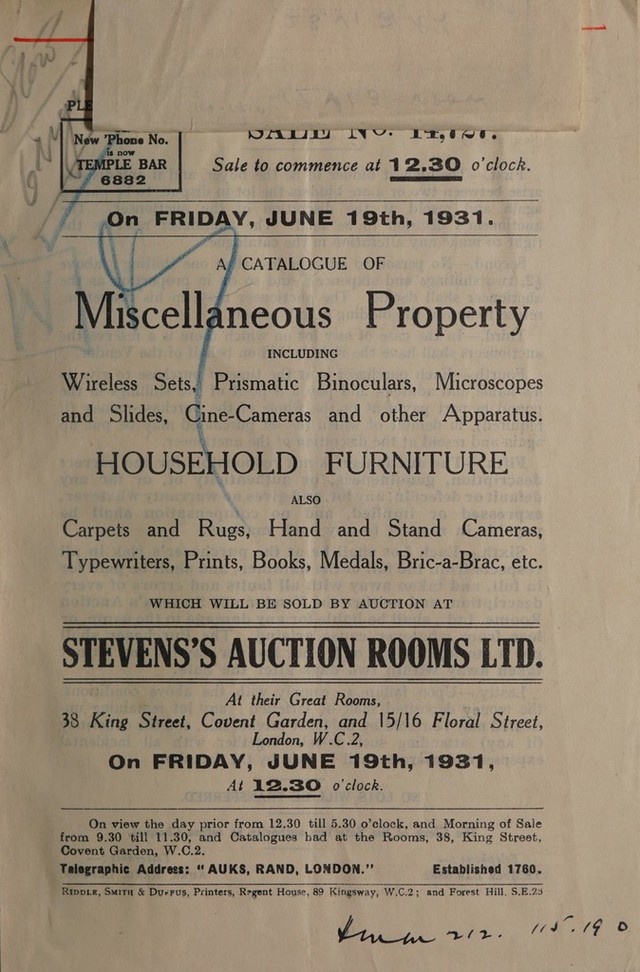 New 'Phone No.
is now
TEMPLE BAR
6882
Sale to commence at 12.30 o'clock.
On FRIDAY, JUNE 19th, 1931.
A CATALOGUE OF
Miscellaneous Property
INCLUDING
Wireless Sets, Prismatic Binoculars, Microscopes
and Slides, Cine-Cameras and other Apparatus.
HOUSEHOLD FURNITURE
ALSO
Carpets and Rugs, Hand and Stand Cameras,
Typewriters, Prints, Books, Medals, Bric-a-Brac, etc.
WHICH WILL BE SOLD BY AUCTION AT
STEVENS'S AUCTION ROOMS LTD.
At their Great Rooms,
38 King Street, Covent Garden, and 15/16 Floral Street,
London, W.C.2,
On FRIDAY, JUNE 19th, 1931,
At 12.30 o'clock.
On view the day prior from 12.30 till 5.30 o'clock, and Morning of Sale
from 9.30 till 11.30, and Catalogues had at the Rooms, 38, King Street,
Covent Garden, W.C.2.
Telegraphic Address: "AUKS, RAND, LONDON." Established 1760.
RIDDLE, SMITH & DUFFUS, Printers, Regent House, 89 Kingsway, W.C.2; and Forest Hill, S.E.23
212.